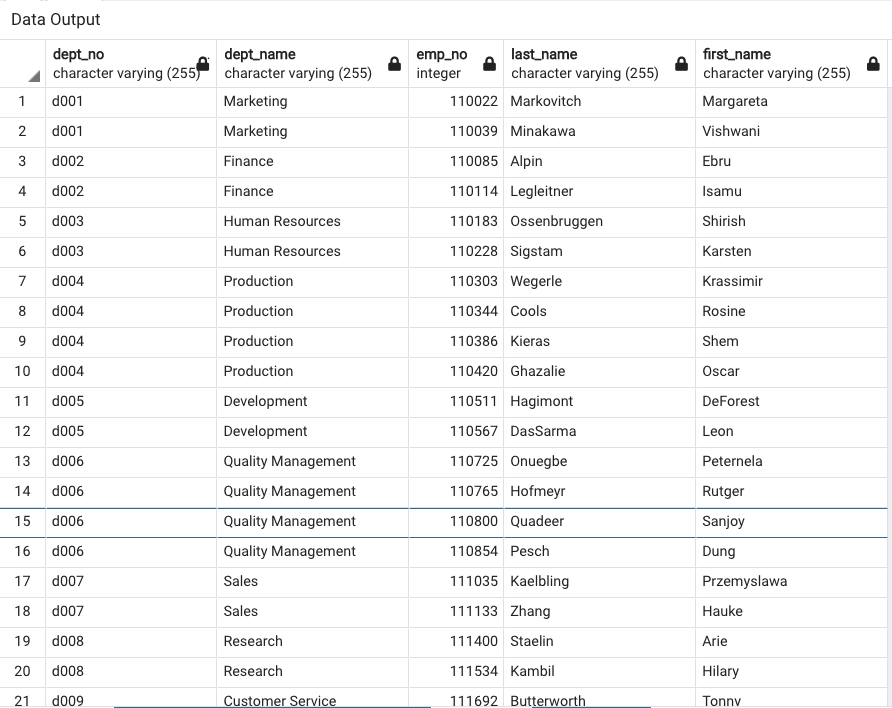 Data Output
dept_no dept_name emp_no last_name first_name
character varying (255) character varying (255) integer character varying (255) character varying (255)
1 d001 Marketing 110022 Markovitch Margareta
2 d001 Marketing 110039 Minakawa Vishwani
3 d002 Finance 110085 Alpin Ebru
4 d002 Finance 110114 Legleitner Isamu
5 d003 Human Resources 110183 Ossenbruggen Shirish
6 d003 Human Resources 110228 Sigstam Karsten
7 d004 Production 110303 Wegerle Krassimir
8 d004 Production 110344 Cools Rosine
9 d004 Production 110386 Kieras Shem
10 d004 Production 110420 Ghazalie Oscar
11 d005 Development 110511 Hagimont DeForest
12 d005 Development 110567 DasSarma Leon
13 d006 Quality Management 110725 Onuegbe Peternela
14 d006 Quality Management 110765 Hofmeyr Rutger
15 d006 Quality Management 110800 Quadeer Sanjoy
16 d006 Quality Management 110854 Pesch Dung
17 d007 Sales 111035 Kaelbling Przemyslawa
18 d007 Sales 111133 Zhang Hauke
19 d008 Research 111400 Staelin Arie
20 d008 Research 111534 Kambil Hilary
21 d009 Customer Service 111692 Butterworth Tonny